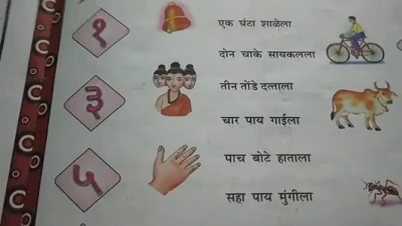 १
एक घंटा शाळेला
दोन चाके सायकलला
३
तीन तोंडे दत्ताला
चार पाय गाईला
५
पाच बोटे हाताला
सहा पाय मुंगीला